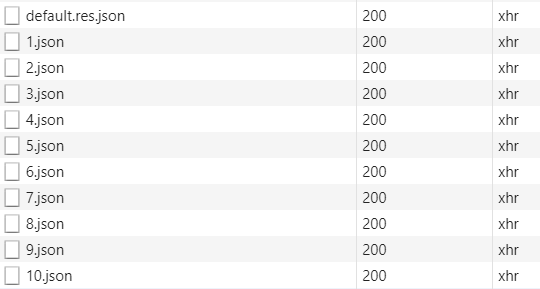 default.res.json 200 xhr
1.json 200 xhr
2.json 200 xhr
3.json 200 xhr
4.json 200 xhr
5.json 200 xhr
6.json 200 xhr
7.json 200 xhr
8.json 200 xhr
9.json 200 xhr
10.json 200 xhr